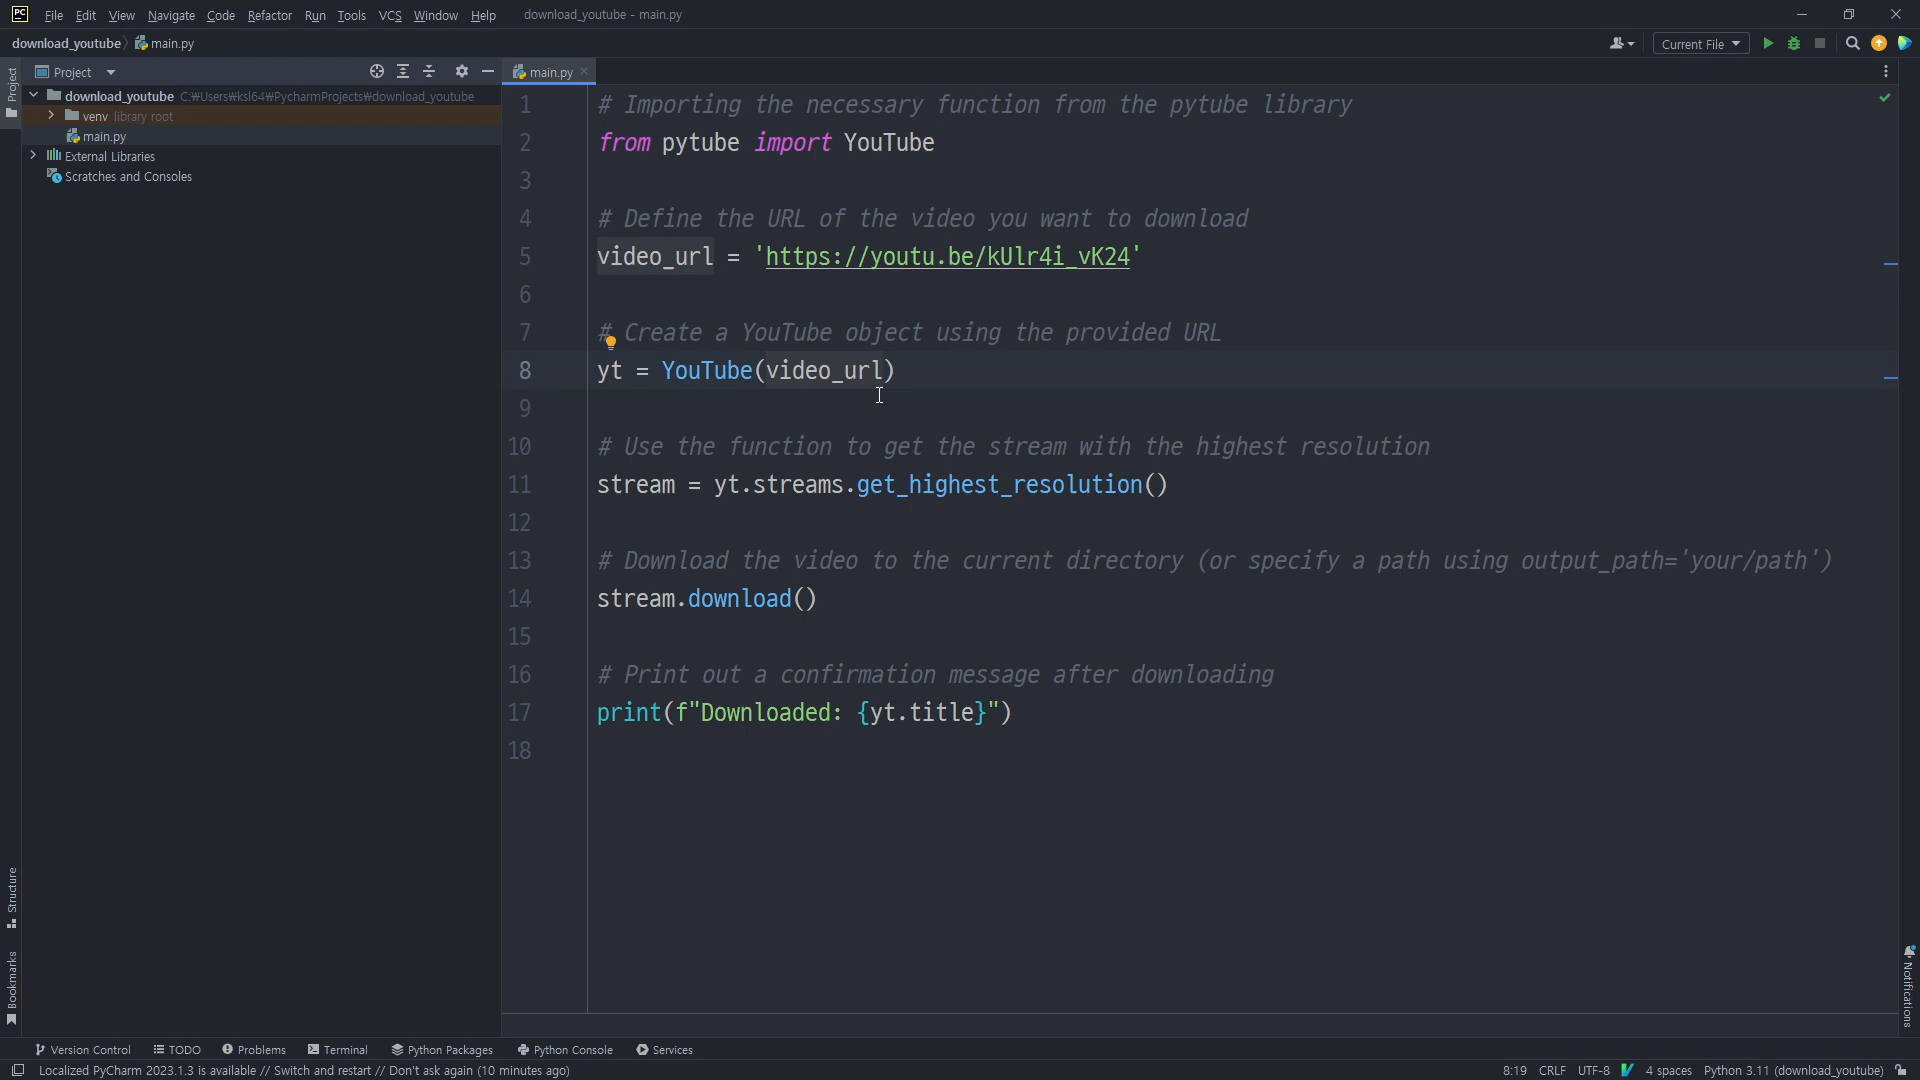 PC File Edit View Navigate Code Refactor Run Tools VCS Window Help download_youtube - main.py
download_youtube main.py Current File
Project main.py
Project
download_youtube C:₩Users₩ksl64₩PycharmProjects₩download_youtube
venv library root
main.py
External Libraries
Scratches and Consoles
1 # Importing the necessary function from the pytube library
2 from pytube import YouTube
3
4 # Define the URL of the video you want to download
5 video_url = 'https://youtu.be/kUlr4i_vK24'
6
7 # Create a YouTube object using the provided URL
8 yt = YouTube(video_url)
9
10 # Use the function to get the stream with the highest resolution
11 stream = yt.streams.get_highest_resolution()
12
13 # Download the video to the current directory (or specify a path using output_path='your/path')
14 stream.download()
15
16 # Print out a confirmation message after downloading
17 print(f"Downloaded: {yt.title}")
18
Structure
Bookmarks
Notifications
Version Control TODO Problems Terminal Python Packages Python Console Services
Localized PyCharm 2023.1.3 is available // Switch and restart // Don't ask again (10 minutes ago) 8:19 CRLF UTF-8 4 spaces Python 3.11 (download_youtube)